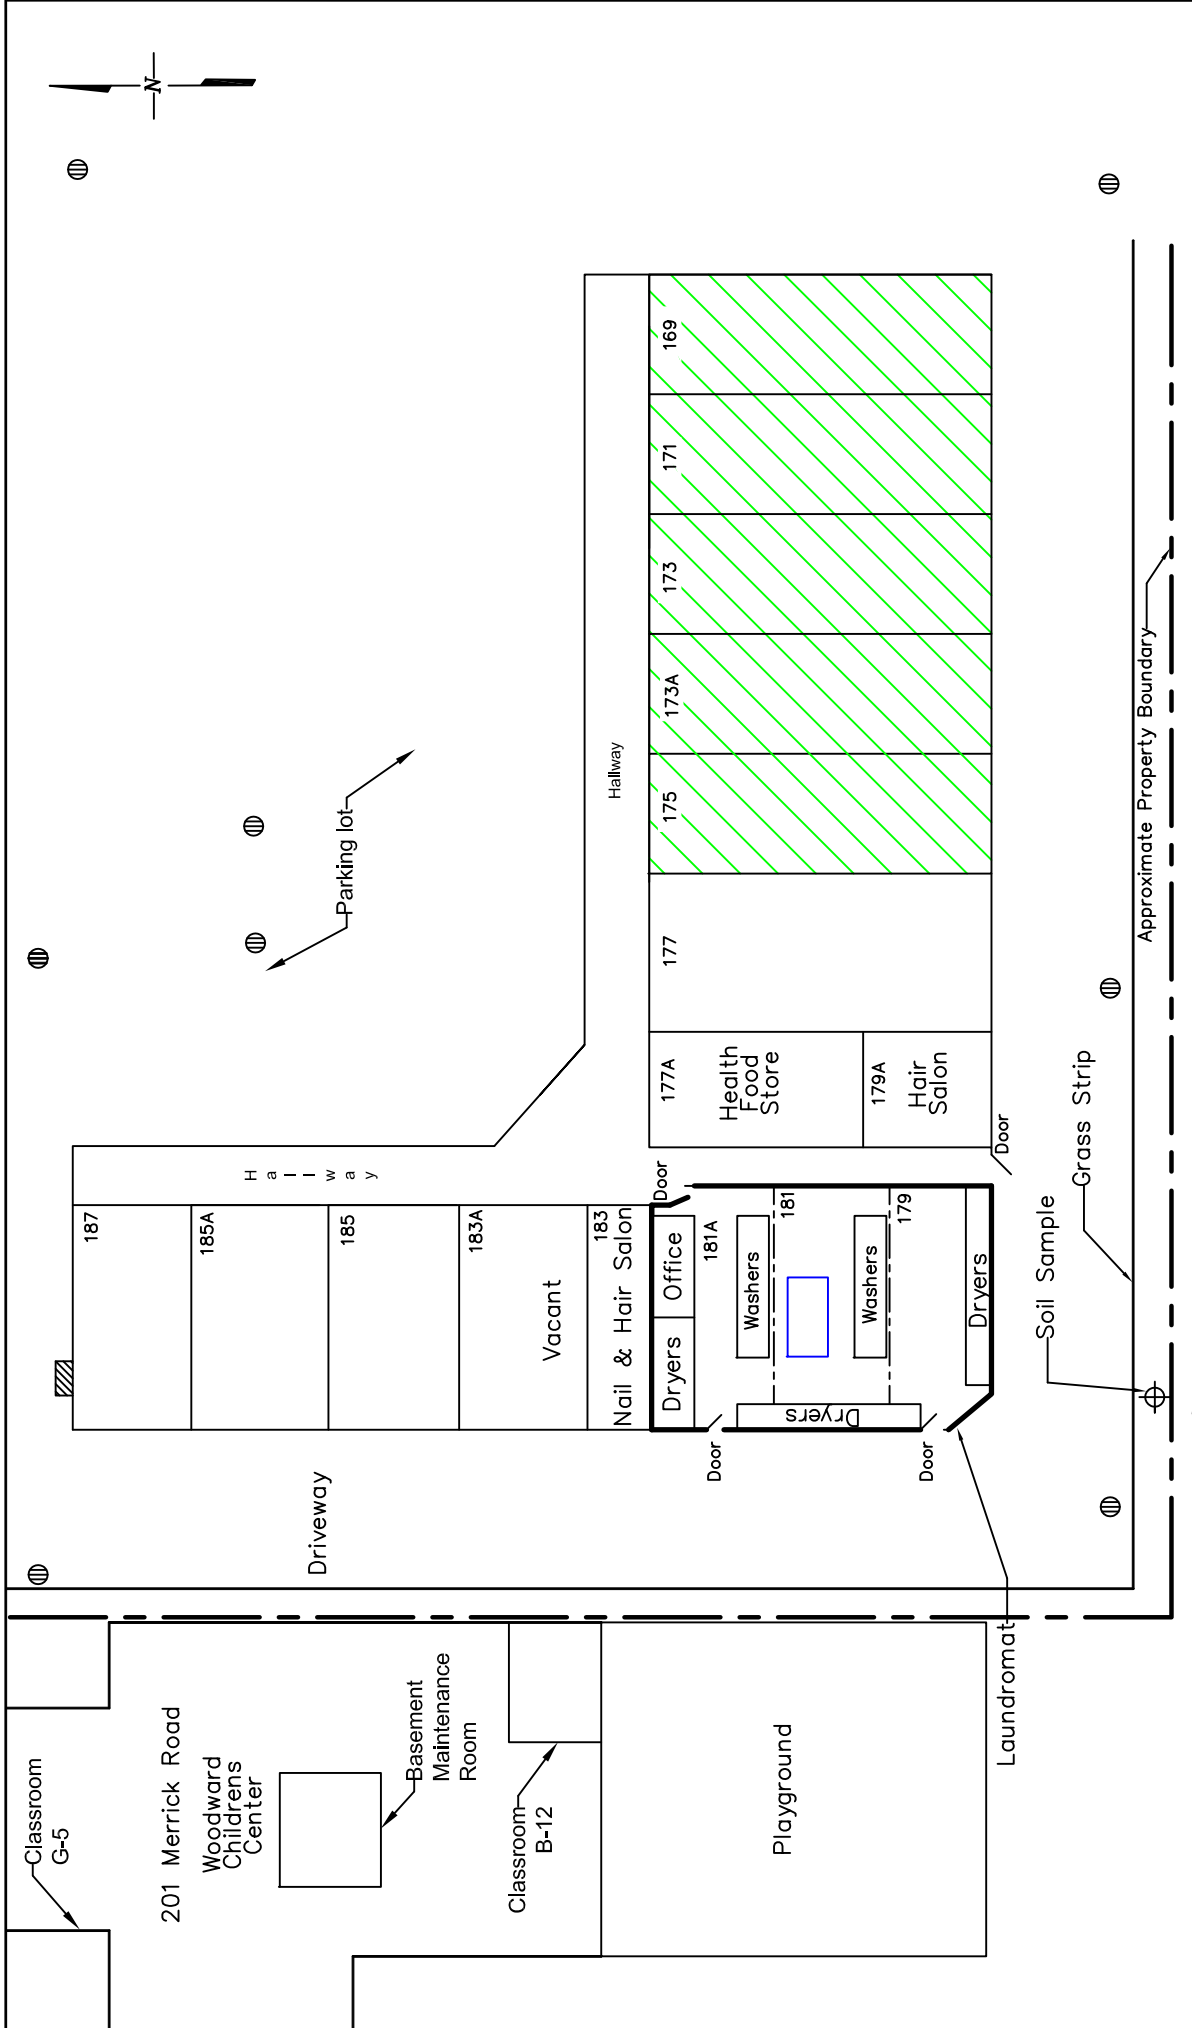 N
Classroom
G-5
201 Merrick Road
Woodward
Childrens
Center
Basement
Maintenance
Room
Classroom
B-12
Playground
Laundromat
Driveway
187
185A
185
183A
Vacant
183
Nail & Hair Salon
Hallway
Parking lot
Hallway
Door
Office
Dryers
181A
Washers
181
Washers
179
Dryers
Dryers
Door
Door
Door
177A
Health
Food
Store
179A
Hair
Salon
177
175
173A
173
171
169
Soil Sample
Grass Strip
Approximate Property Boundary